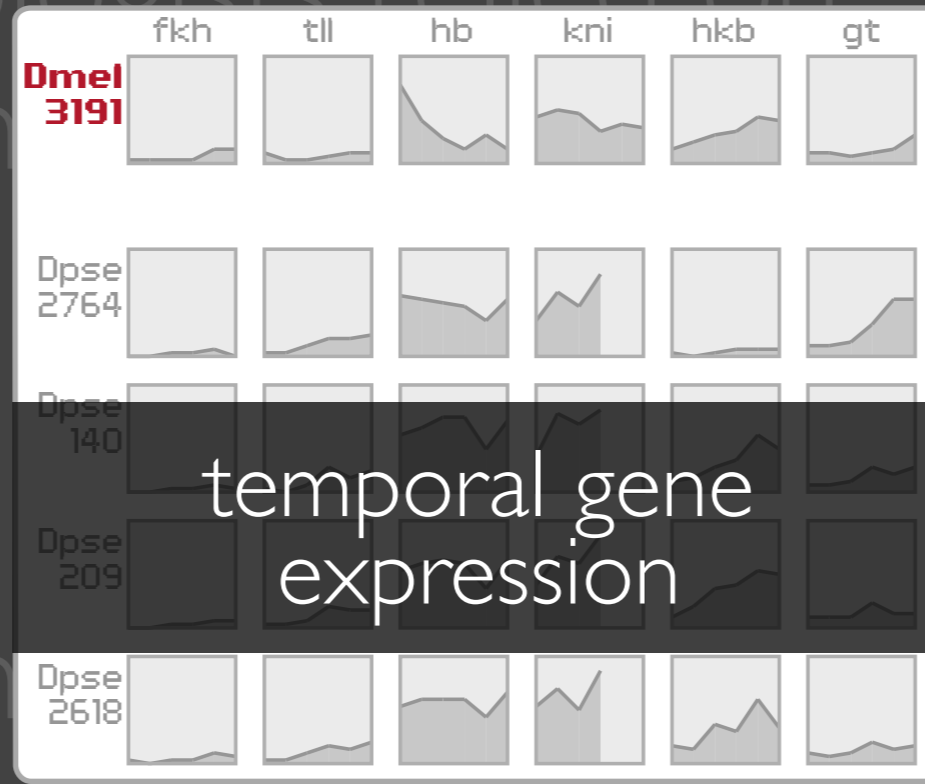 fkh tll hb kni hkb gt
Dmel
3191
Dpse
2764
Dpse
140
temporal gene
expression
Dpse
209
Dpse
2618